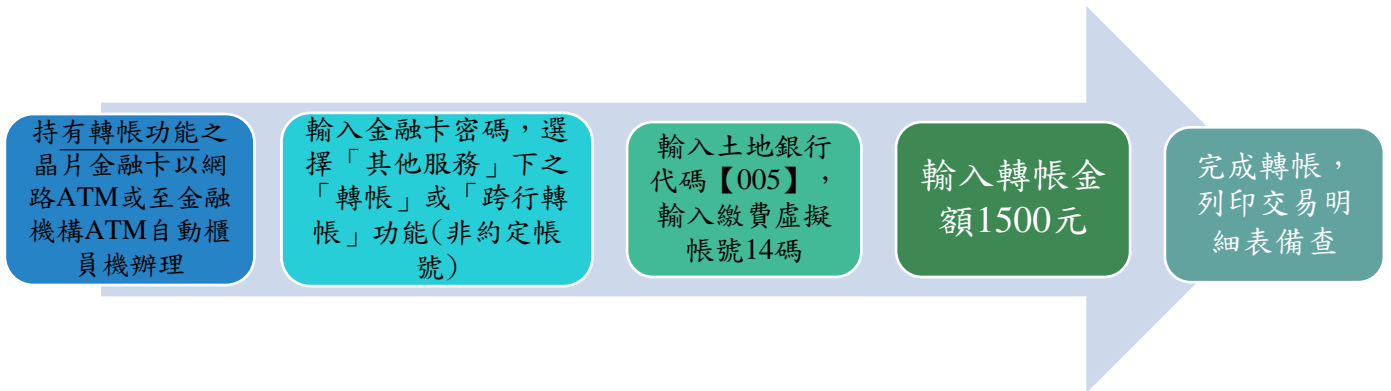 持有轉帳功能之
晶片金融卡以網
路ATM或至金融
機構ATM自動櫃
員機辦理
輸入金融卡密碼，選
擇「其他服務」下之
「轉帳」或「跨行轉
帳」功能(非約定帳
號)
輸入土地銀行
代碼【005】，
輸入繳費虛擬
帳號14碼
輸入轉帳金
額1500元
完成轉帳，
列印交易明
細表備查